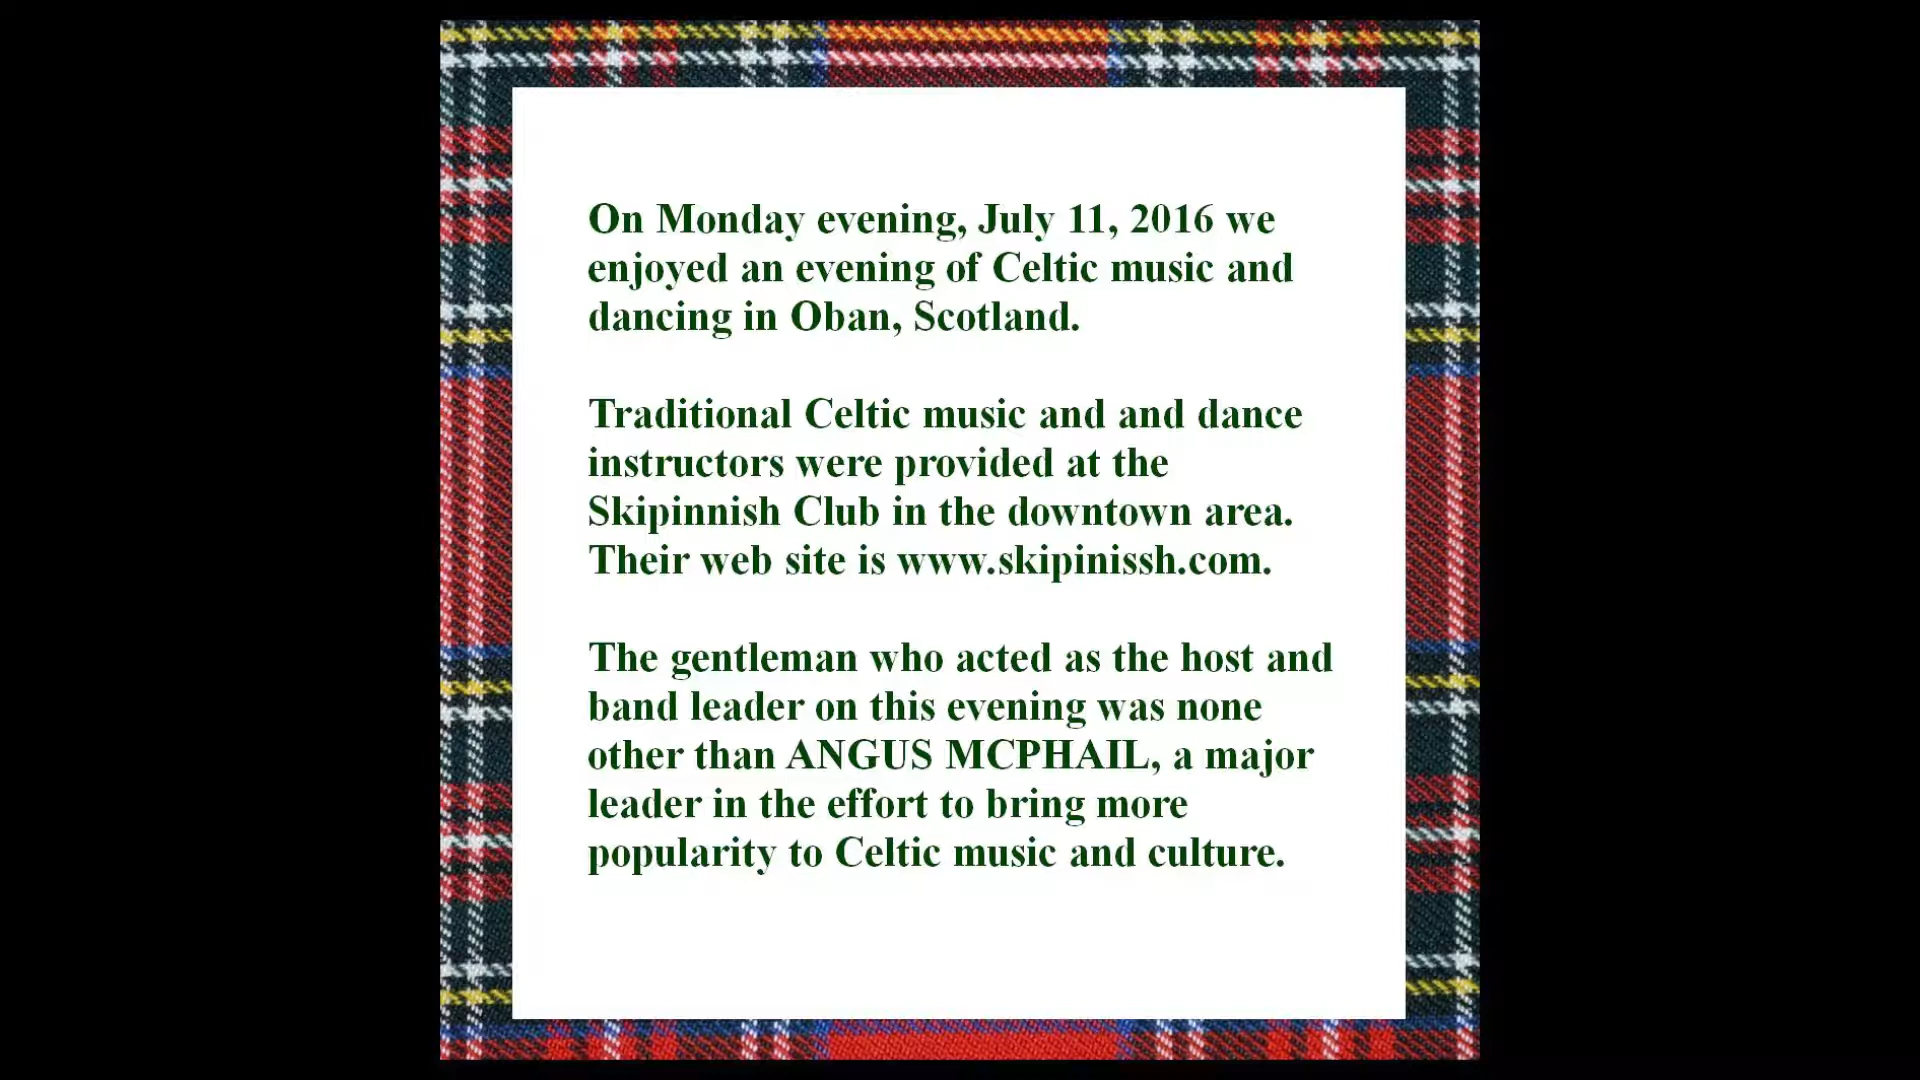 On Monday evening, July 11, 2016 we
enjoyed an evening of Celtic music and
dancing in Oban, Scotland.
Traditional Celtic music and and dance
instructors were provided at the
Skipinnish Club in the downtown area.
Their web site is www.skipinissh.com.
The gentleman who acted as the host and
band leader on this evening was none
other than ANGUS MCPHAIL, a major
leader in the effort to bring more
popularity to Celtic music and culture.